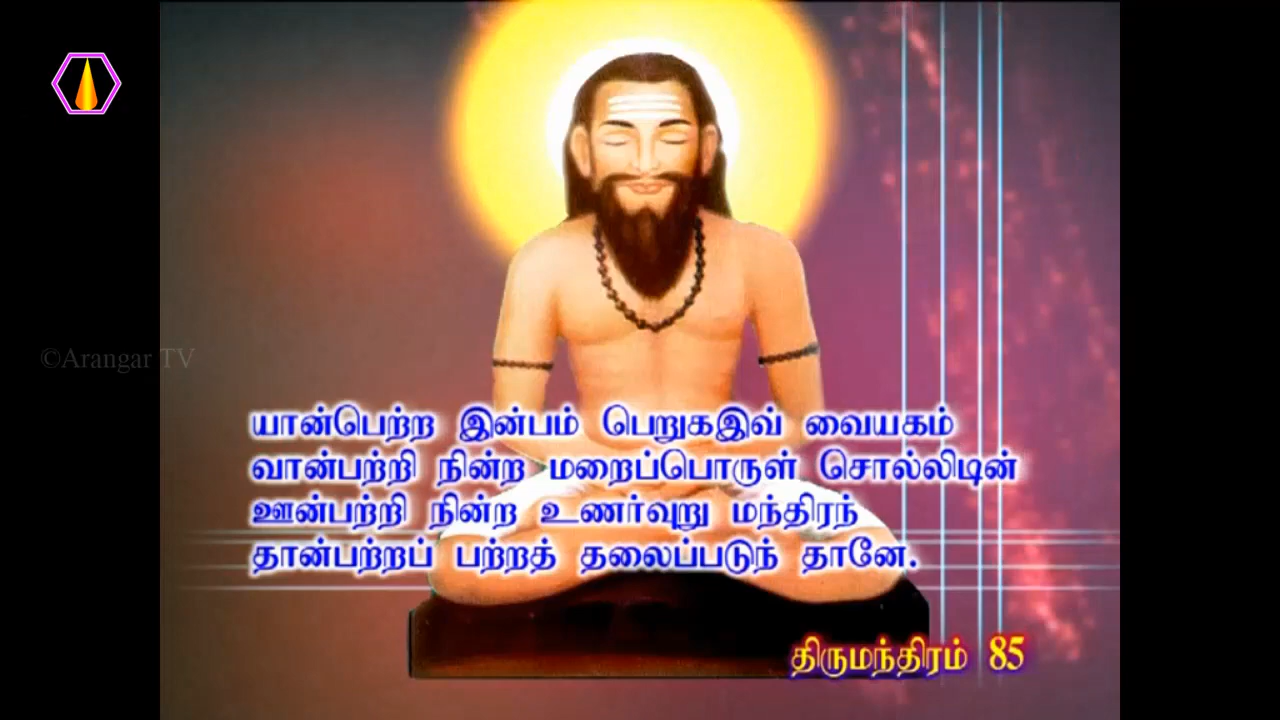 ©Arangar TV
யான்பெற்ற இன்பம் பெறுகஇவ் வையகம்
வான்பற்றி நின்ற மறைப்பொருள் சொல்லிடின்
ஊன்பற்றி நின்ற உணர்வுறு மந்திரந்
தான்பற்றப் பற்றத் தலைப்படுந் தானே.
திருமந்திரம் 85